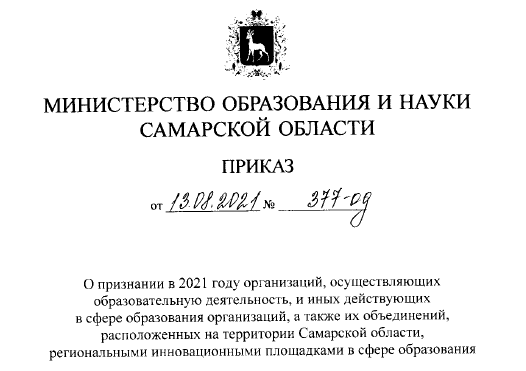 МИНИСТЕРСТВО ОБРАЗОВАНИЯ И НАУКИ
САМАРСКОЙ ОБЛАСТИ
ПРИКАЗ
от 13.08.2021 № 377-од
О признании в 2021 году организаций, осуществляющих
образовательную деятельность, и иных действующих
в сфере образования организаций, а также их объединений,
расположенных на территории Самарской области,
региональными инновационными площадками в сфере образования